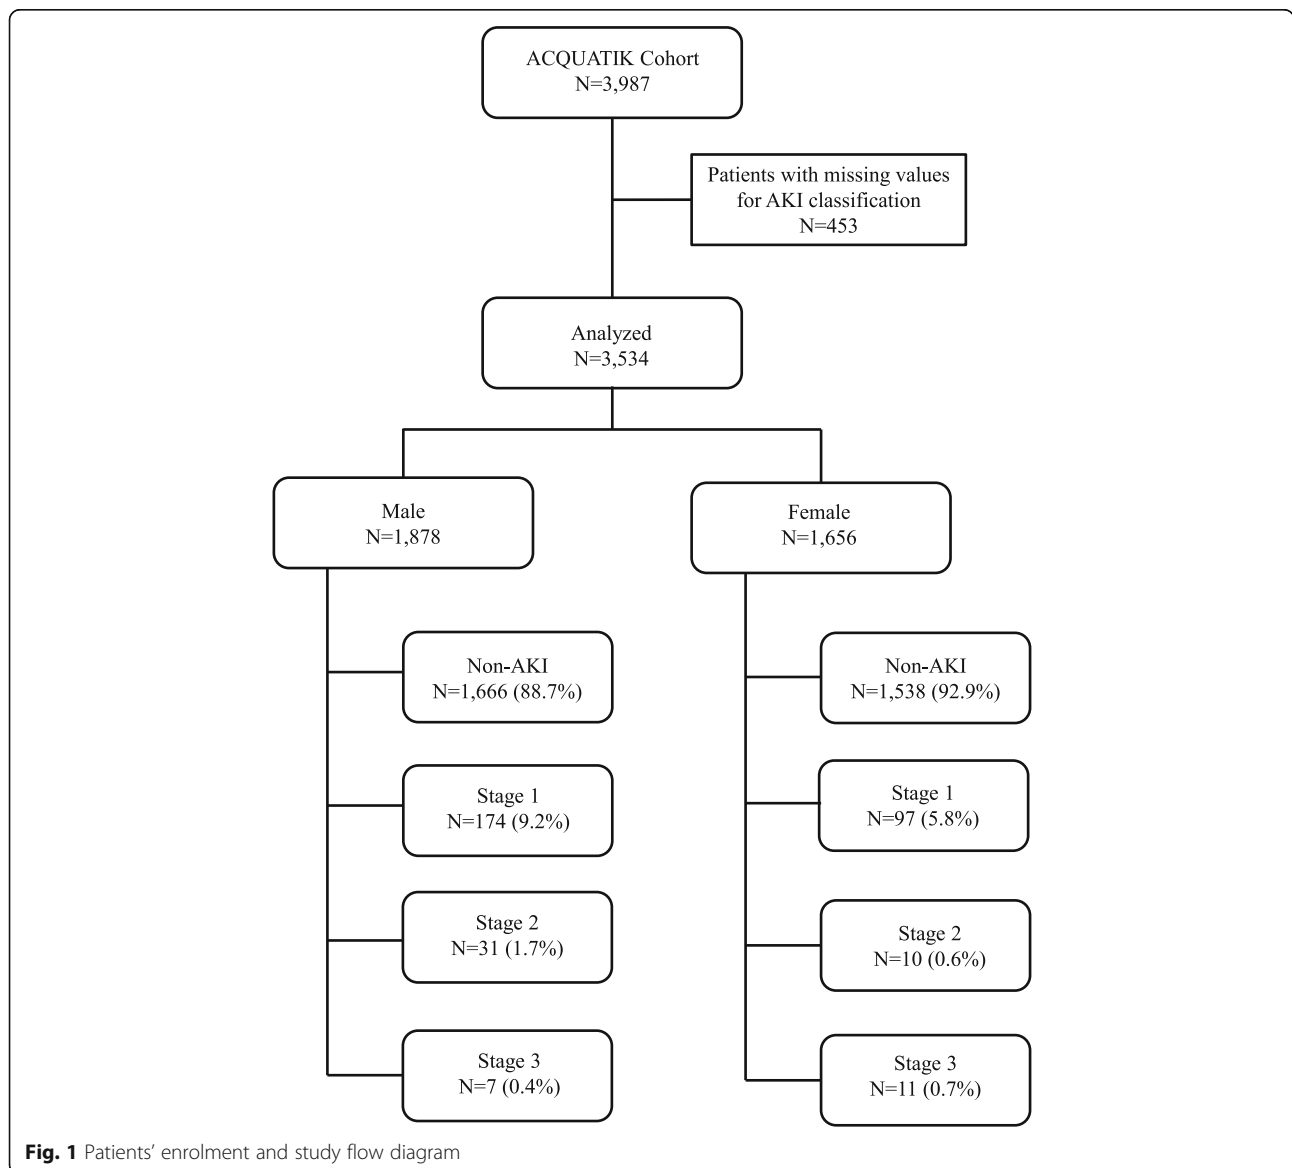 ACQUATIK Cohort
N=3,987
Patients with missing values
for AKI classification
N=453
Analyzed
N=3,534
Male
N=1,878
Female
N=1,656
Non-AKI
N=1,666 (88.7%)
Non-AKI
N=1,538 (92.9%)
Stage 1
N=174 (9.2%)
Stage 1
N=97 (5.8%)
Stage 2
N=31 (1.7%)
Stage 2
N=10 (0.6%)
Stage 3
N=7 (0.4%)
Stage 3
N=11 (0.7%)
Fig. 1 Patients’ enrolment and study flow diagram